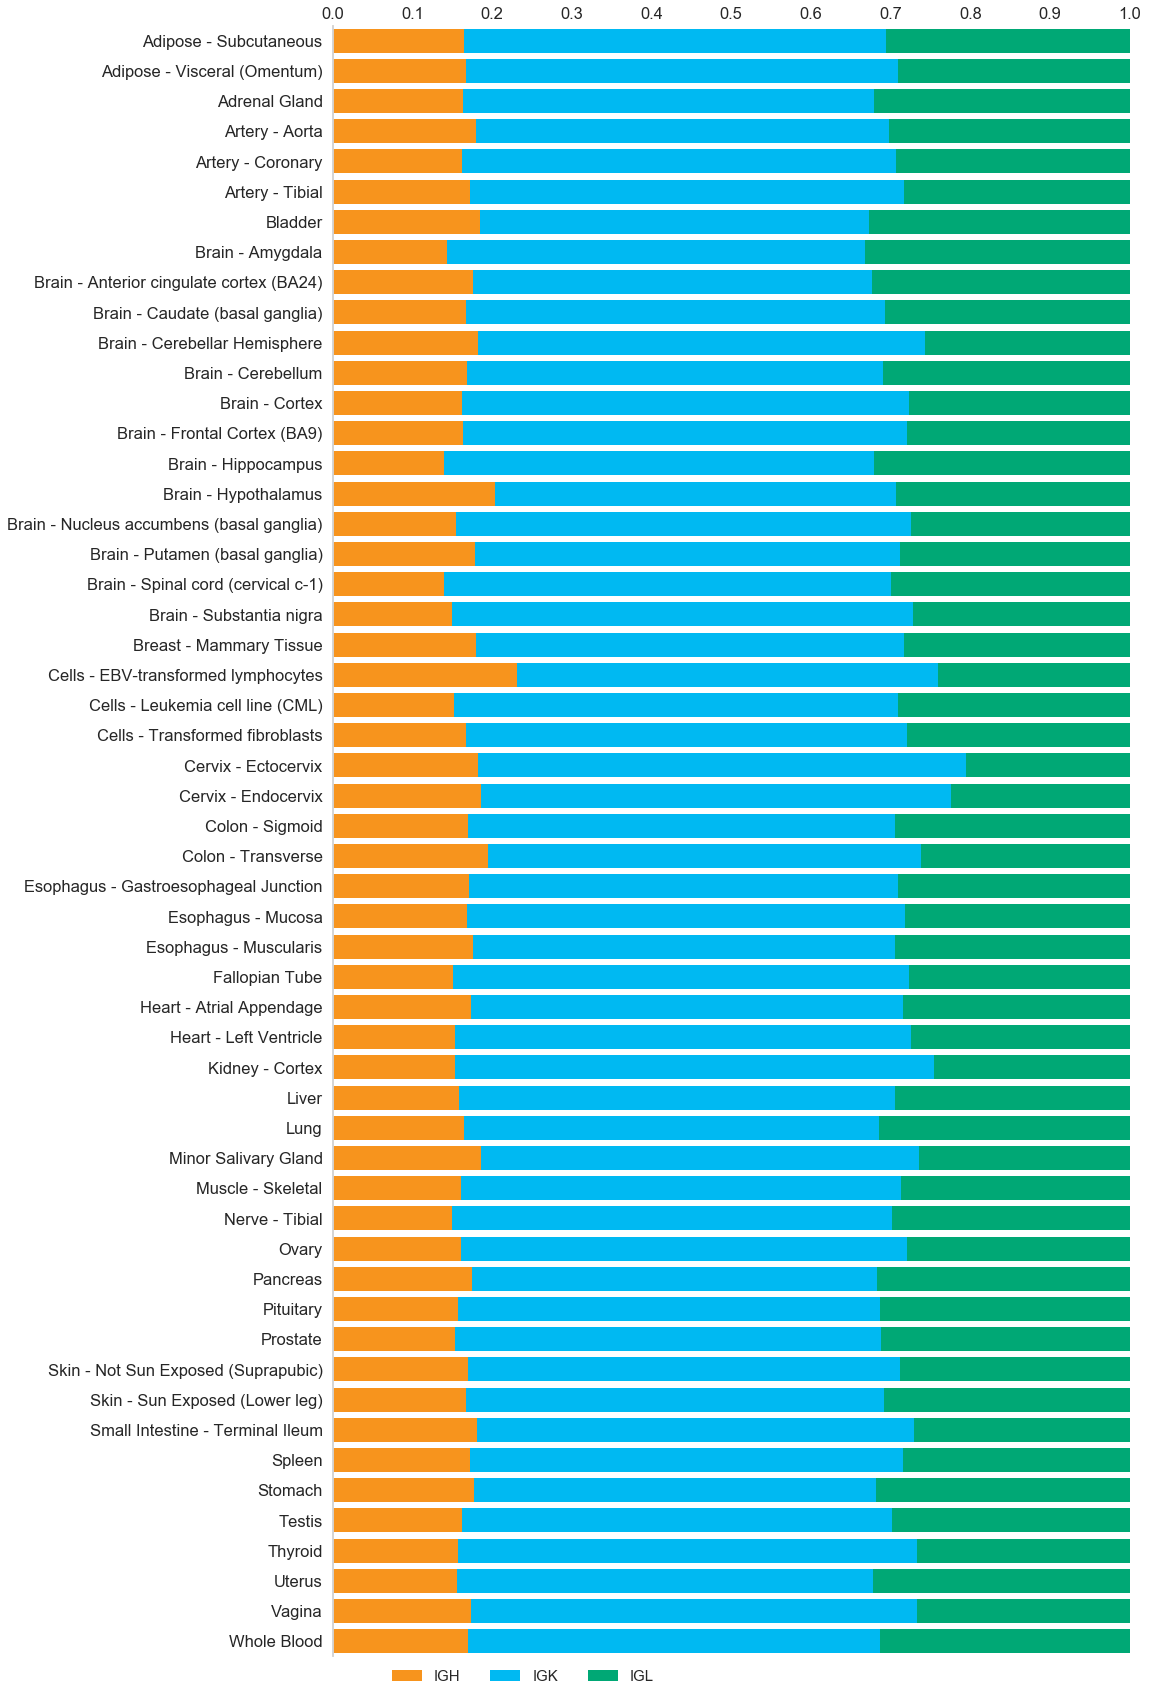 0.0 0.1 0.2 0.3 0.4 0.5 0.6 0.7 0.8 0.9 1.0
Adipose - Subcutaneous
Adipose - Visceral (Omentum)
Adrenal Gland
Artery - Aorta
Artery - Coronary
Artery - Tibial
Bladder
Brain - Amygdala
Brain - Anterior cingulate cortex (BA24)
Brain - Caudate (basal ganglia)
Brain - Cerebellar Hemisphere
Brain - Cerebellum
Brain - Cortex
Brain - Frontal Cortex (BA9)
Brain - Hippocampus
Brain - Hypothalamus
Brain - Nucleus accumbens (basal ganglia)
Brain - Putamen (basal ganglia)
Brain - Spinal cord (cervical c-1)
Brain - Substantia nigra
Breast - Mammary Tissue
Cells - EBV-transformed lymphocytes
Cells - Leukemia cell line (CML)
Cells - Transformed fibroblasts
Cervix - Ectocervix
Cervix - Endocervix
Colon - Sigmoid
Colon - Transverse
Esophagus - Gastroesophageal Junction
Esophagus - Mucosa
Esophagus - Muscularis
Fallopian Tube
Heart - Atrial Appendage
Heart - Left Ventricle
Kidney - Cortex
Liver
Lung
Minor Salivary Gland
Muscle - Skeletal
Nerve - Tibial
Ovary
Pancreas
Pituitary
Prostate
Skin - Not Sun Exposed (Suprapubic)
Skin - Sun Exposed (Lower leg)
Small Intestine - Terminal Ileum
Spleen
Stomach
Testis
Thyroid
Uterus
Vagina
Whole Blood
IGH IGK IGL